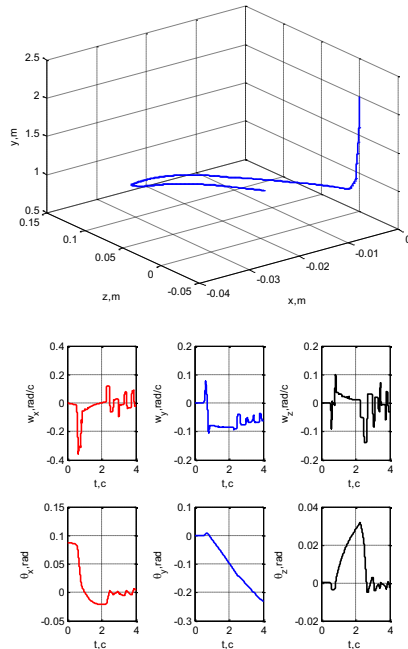 2.5
2
1.5
1
0.5
0.15
0.1
0.05
0
-0.05
-0.04
-0.03
-0.02
-0.01
0
y,m
z,m
x,m
0.4
0.2
0
-0.2
-0.4
0 2 4
w_x,rad/c
t,c
0.2
0.1
0
-0.1
-0.2
0 2 4
w_y,rad/c
t,c
0.2
0.1
0
-0.1
-0.2
0 2 4
w_z,rad/c
t,c
0.15
0.1
0.05
0
-0.05
0 2 4
θ_x,rad
t,c
0.1
0
-0.1
-0.2
-0.3
0 2 4
θ_y,rad
t,c
0.04
0.02
0
-0.02
0 2 4
θ_z,rad
t,c